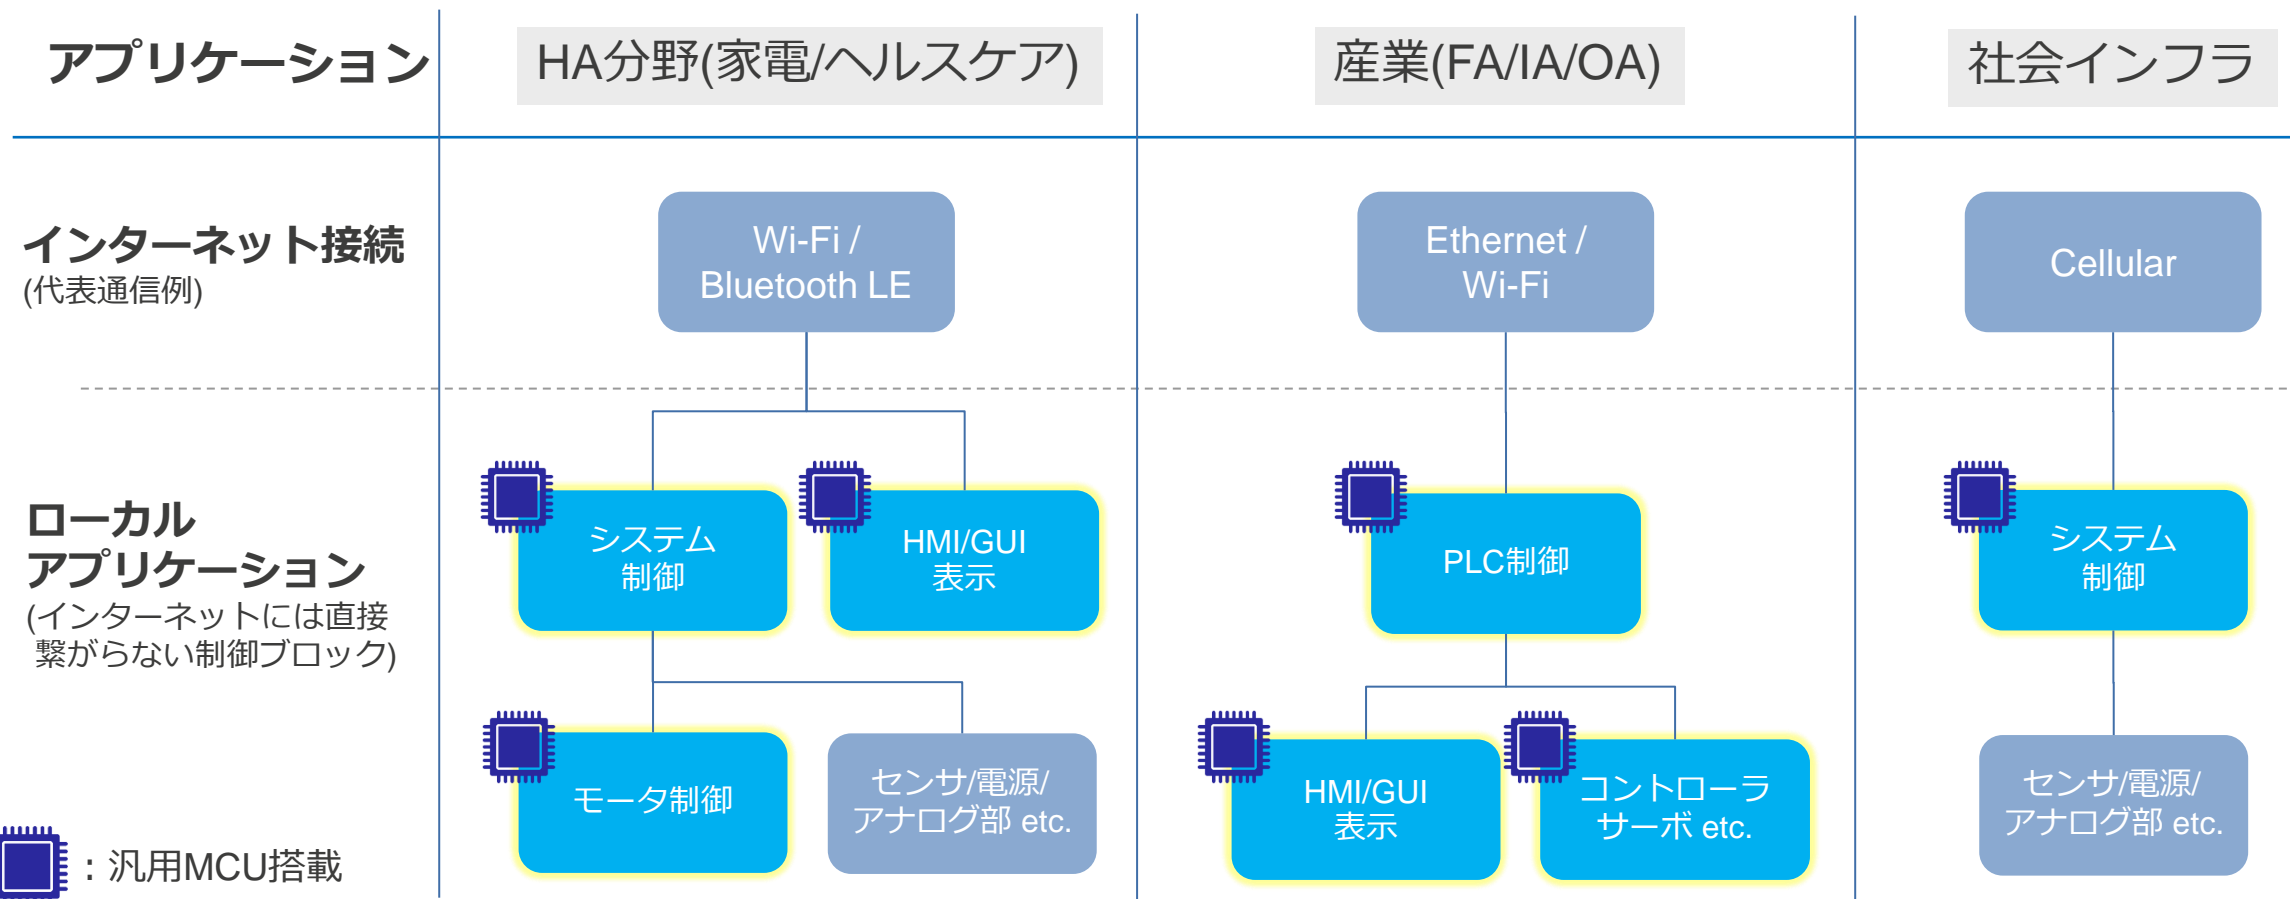 アプリケーション
HA分野(家電/ヘルスケア)
産業(FA/IA/OA)
社会インフラ
インターネット接続
(代表通信例)
Wi-Fi /
Bluetooth LE
Ethernet /
Wi-Fi
Cellular
ローカル
アプリケーション
(インターネットには直接
繋がらない制御ブロック)
システム
制御
HMI/GUI
表示
PLC制御
システム
制御
モータ制御
センサ/電源/
アナログ部 etc.
HMI/GUI
表示
コントローラ
サーボ etc.
センサ/電源/
アナログ部 etc.
：汎用MCU搭載